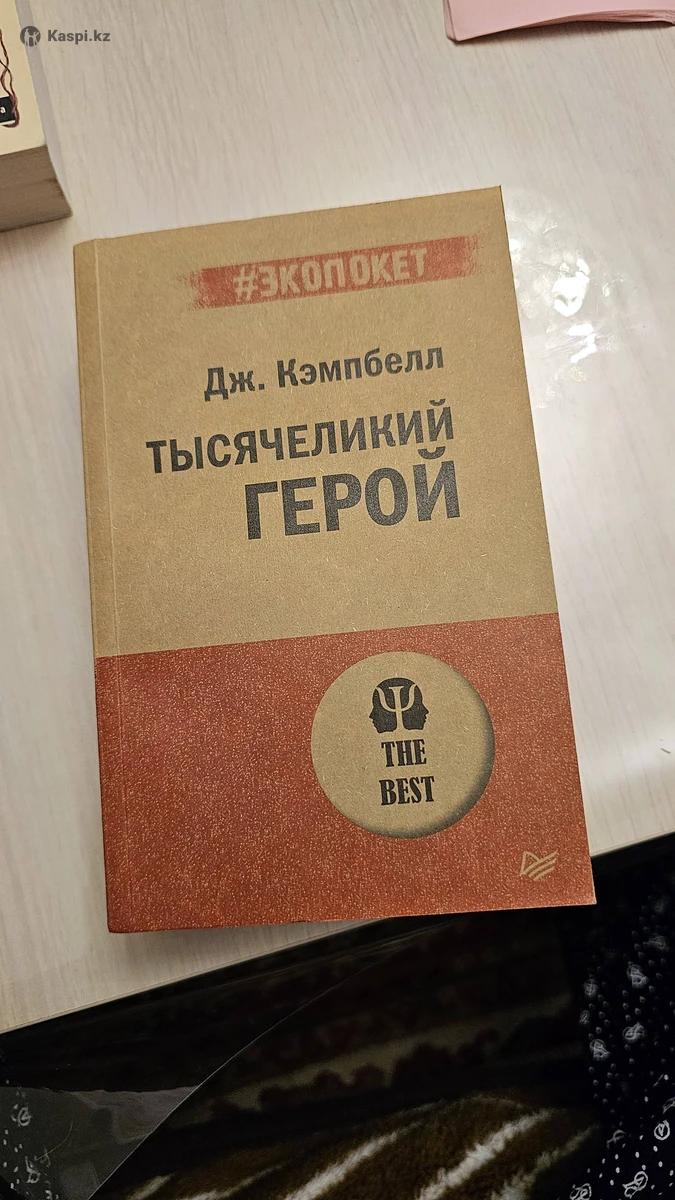 Kaspi.kz
#ЭКОПОКЕТ
Дж. Кэмпбелл
ТЫСЯЧЕЛИКИЙ
ГЕРОЙ
THE
BEST